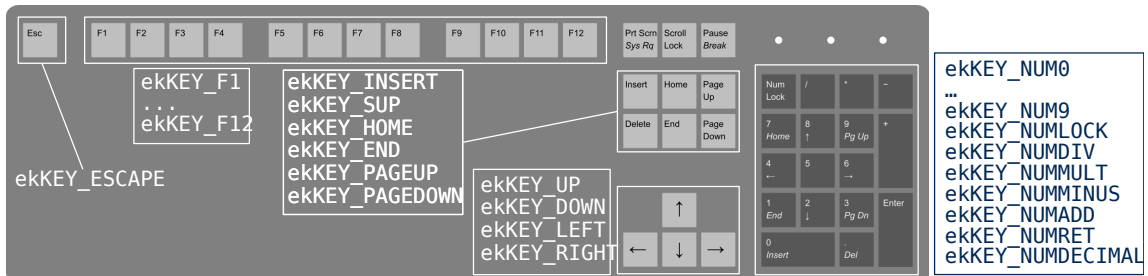 Esc
F1 F2 F3 F4 F5 F6 F7 F8 F9 F10 F11 F12
Prt Scrn Scroll Pause
Sys Rq Lock Break
ekKEY_F1
...
ekKEY_F12
ekKEY_INSERT
ekKEY_SUP
ekKEY_HOME
ekKEY_END
ekKEY_PAGEUP
ekKEY_PAGEDOWN
ekKEY_ESCAPE
ekKEY_UP
ekKEY_DOWN
ekKEY_LEFT
ekKEY_RIGHT
Insert Home Page
Up
Delete End Page
Down
↑
← ↓ →
Num / * −
Lock
7 8 9 +
Home ↑ Pg Up
4 5 6
← →
1 2 3 Enter
End ↓ Pg Dn
0 .
Insert Del
ekKEY_NUM0
…
ekKEY_NUM9
ekKEY_NUMLOCK
ekKEY_NUMDIV
ekKEY_NUMMULT
ekKEY_NUMMINUS
ekKEY_NUMADD
ekKEY_NUMRET
ekKEY_NUMDECIMAL